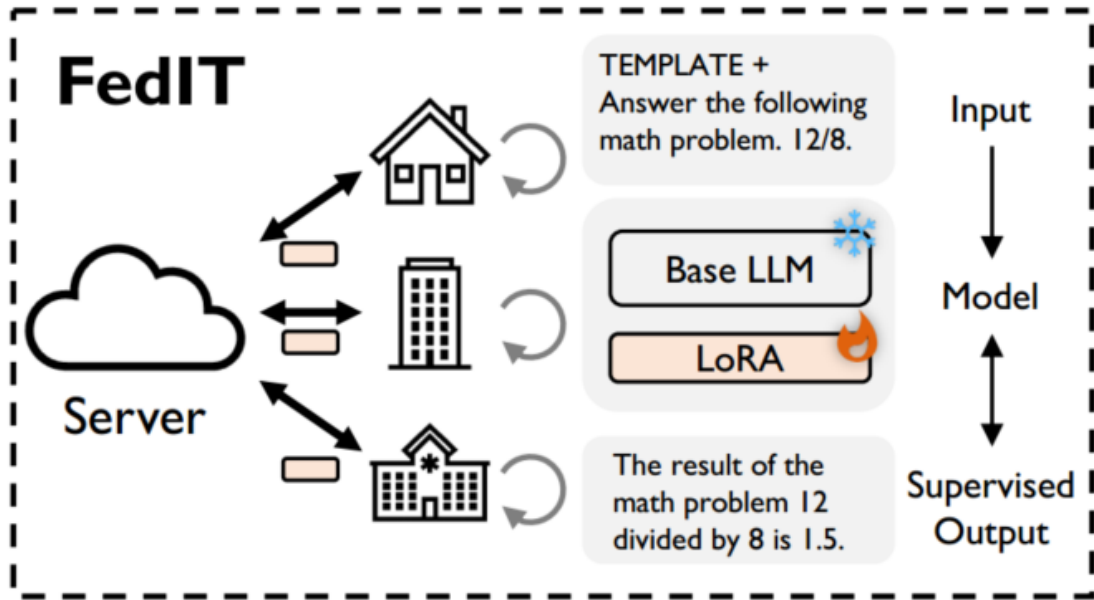 FedIT
Server
TEMPLATE +
Answer the following
math problem. 12/8.
Base LLM
LoRA
The result of the
math problem 12
divided by 8 is 1.5.
Input
Model
Supervised
Output